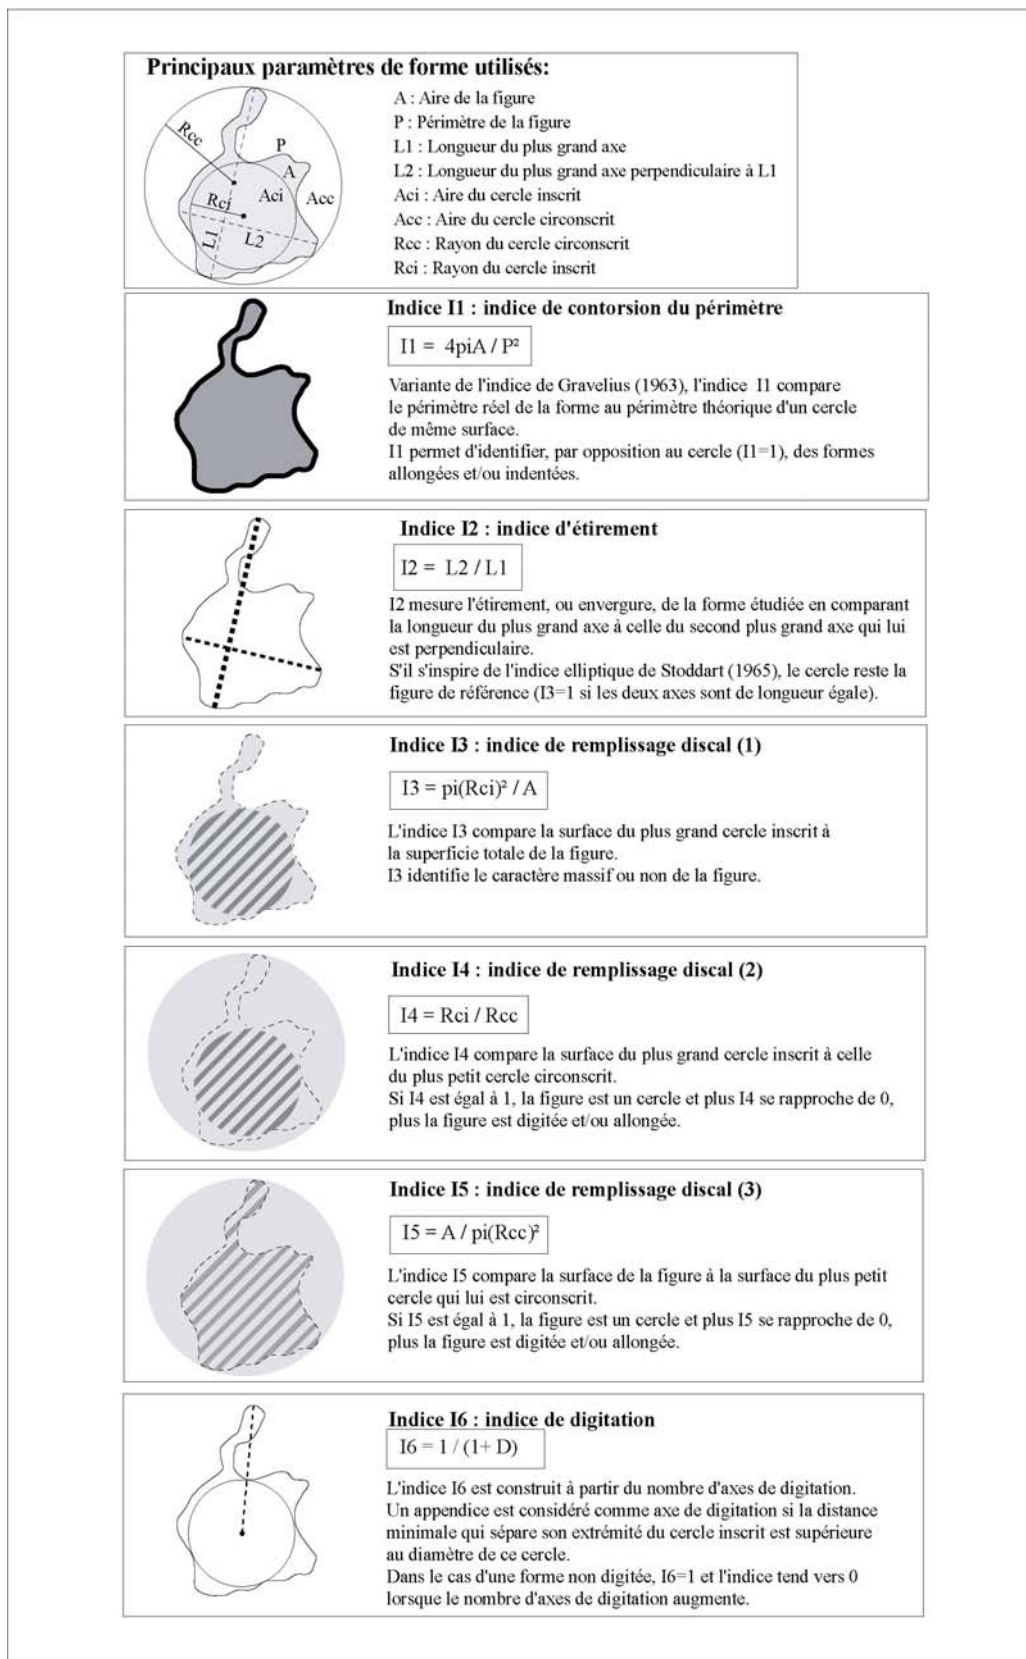 Principaux paramètres de forme utilisés:
Rcc
P
A
Rci
Aci
Acc
L1
L2
A : Aire de la figure
P : Périmètre de la figure
L1 : Longueur du plus grand axe
L2 : Longueur du plus grand axe perpendiculaire à L1
Aci : Aire du cercle inscrit
Acc : Aire du cercle circonscrit
Rcc : Rayon du cercle circonscrit
Rci : Rayon du cercle inscrit
Indice I1 : indice de contorsion du périmètre
I1 = 4piA / P²
Variante de l'indice de Gravelius (1963), l'indice I1 compare
le périmètre réel de la forme au périmètre théorique d'un cercle
de même surface.
I1 permet d'identifier, par opposition au cercle (I1=1), des formes
allongées et/ou indentées.
Indice I2 : indice d'étirement
I2 = L2 / L1
I2 mesure l'étirement, ou envergure, de la forme étudiée en comparant
la longueur du plus grand axe à celle du second plus grand axe qui lui
est perpendiculaire.
S'il s'inspire de l'indice elliptique de Stoddart (1965), le cercle reste la
figure de référence (I3=1 si les deux axes sont de longueur égale).
Indice I3 : indice de remplissage discal (1)
I3 = pi(Rci)² / A
L'indice I3 compare la surface du plus grand cercle inscrit à
la superficie totale de la figure.
I3 identifie le caractère massif ou non de la figure.
Indice I4 : indice de remplissage discal (2)
I4 = Rci / Rcc
L'indice I4 compare la surface du plus grand cercle inscrit à celle
du plus petit cercle circonscrit.
Si I4 est égal à 1, la figure est un cercle et plus I4 se rapproche de 0,
plus la figure est digitée et/ou allongée.
Indice I5 : indice de remplissage discal (3)
I5 = A / pi(Rcc)²
L'indice I5 compare la surface de la figure à la surface du plus petit
cercle qui lui est circonscrit.
Si I5 est égal à 1, la figure est un cercle et plus I5 se rapproche de 0,
plus la figure est digitée et/ou allongée.
Indice I6 : indice de digitation
I6 = 1 / (1+ D)
L'indice I6 est construit à partir du nombre d'axes de digitation.
Un appendice est considéré comme axe de digitation si la distance
minimale qui sépare son extrémité du cercle inscrit est supérieure
au diamètre de ce cercle.
Dans le cas d'une forme non digitée, I6=1 et l'indice tend vers 0
lorsque le nombre d'axes de digitation augmente.